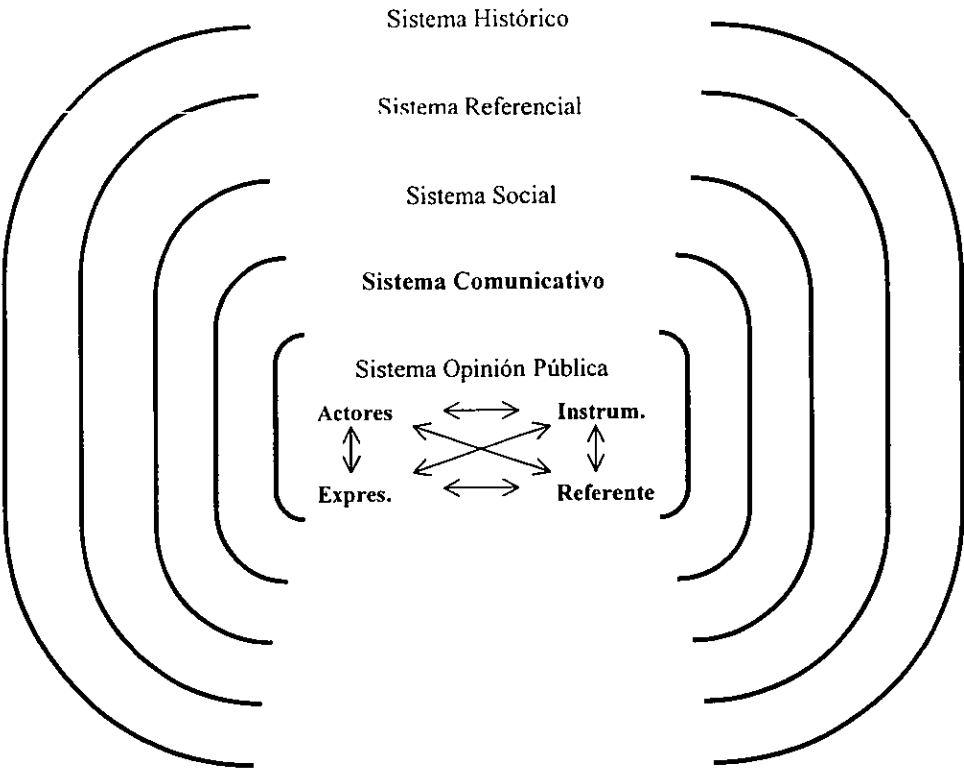 Sistema Histórico
Sistema Referencial
Sistema Social
Sistema Comunicativo
Sistema Opinión Pública
Actores Instrum.
Expres. Referente